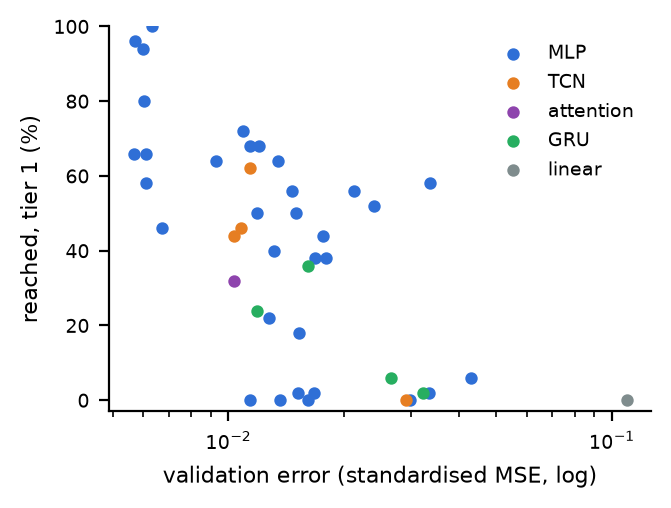 reached, tier 1 (%)
100
80
60
40
20
0
MLP
TCN
attention
GRU
linear
10⁻²
10⁻¹
validation error (standardised MSE, log)